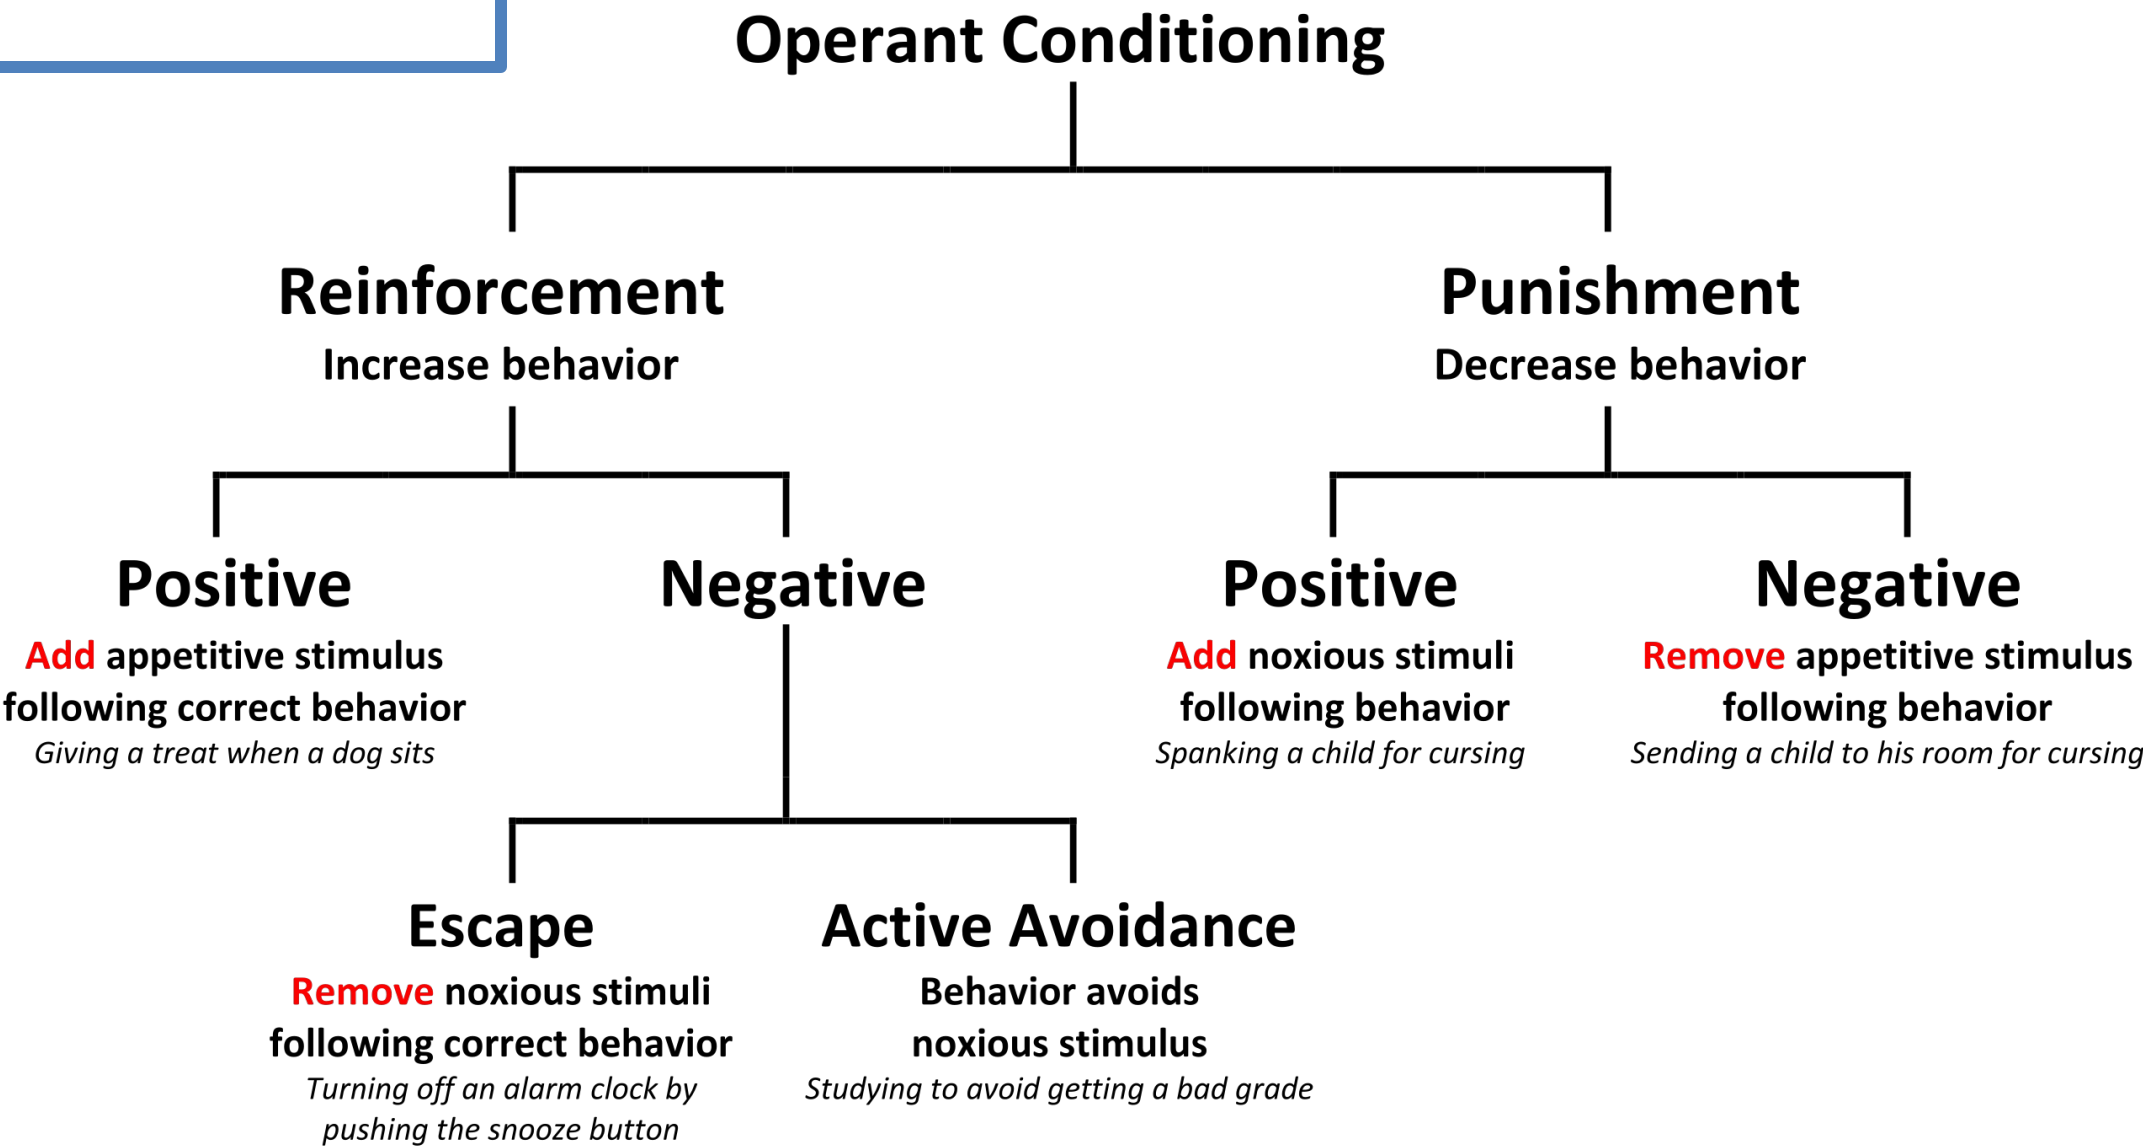 Operant Conditioning
Reinforcement
Increase behavior
Punishment
Decrease behavior
Positive
Add appetitive stimulus
following correct behavior
Giving a treat when a dog sits
Negative
Positive
Add noxious stimuli
following behavior
Spanking a child for cursing
Negative
Remove appetitive stimulus
following behavior
Sending a child to his room for cursing
Escape
Remove noxious stimuli
following correct behavior
Turning off an alarm clock by
pushing the snooze button
Active Avoidance
Behavior avoids
noxious stimulus
Studying to avoid getting a bad grade